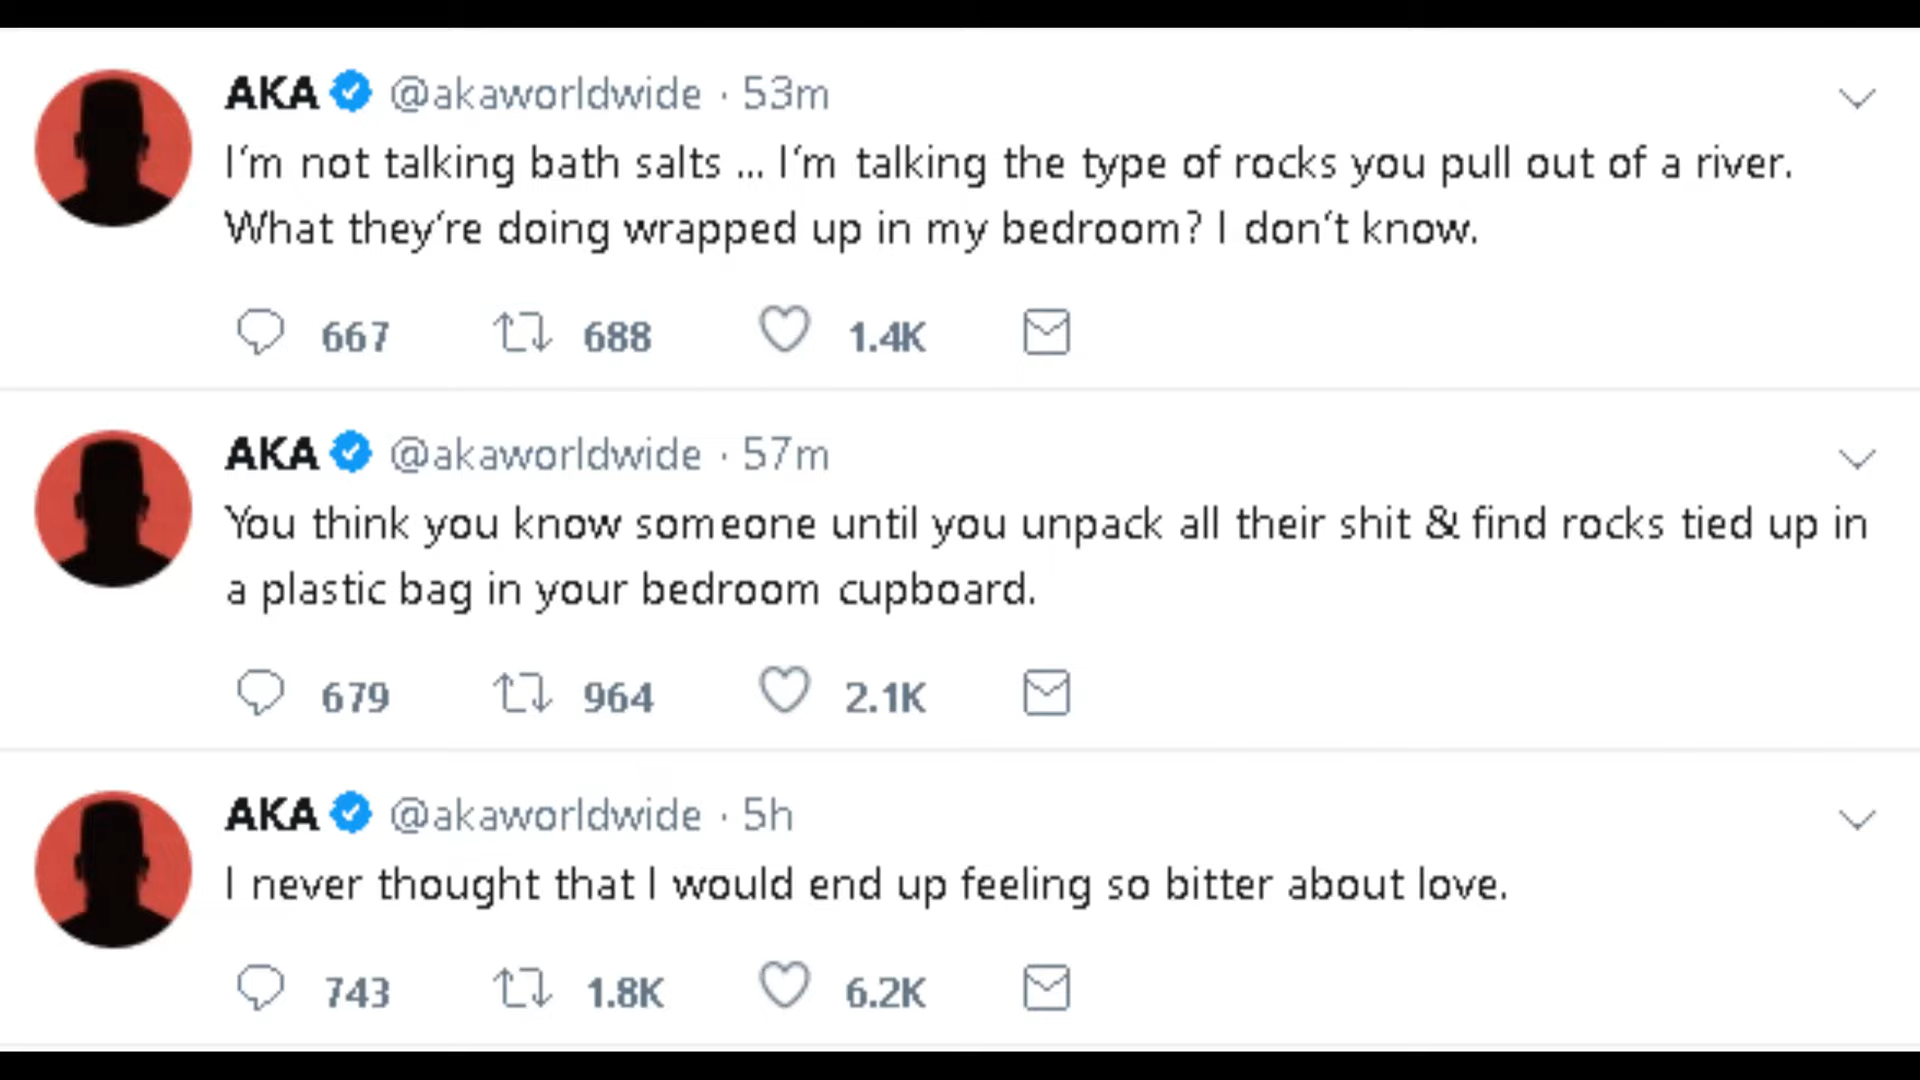 AKA @akaworldwide · 53m
I'm not talking bath salts ... I'm talking the type of rocks you pull out of a river.
What they're doing wrapped up in my bedroom? I don't know.
667 688 1.4K
AKA @akaworldwide · 57m
You think you know someone until you unpack all their shit & find rocks tied up in
a plastic bag in your bedroom cupboard.
679 964 2.1K
AKA @akaworldwide · 5h
I never thought that I would end up feeling so bitter about love.
743 1.8K 6.2K